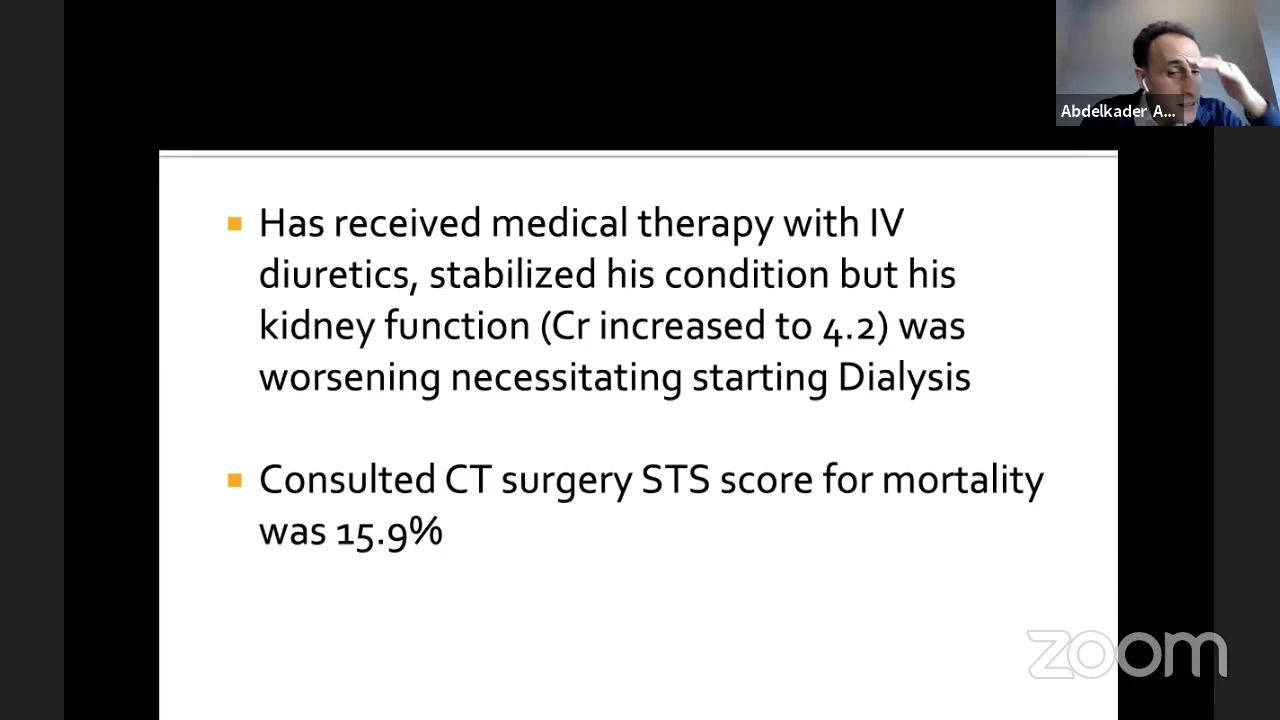 Abdelkader A...
Has received medical therapy with IV
diuretics, stabilized his condition but his
kidney function (Cr increased to 4.2) was
worsening necessitating starting Dialysis
Consulted CT surgery STS score for mortality
was 15.9%
zoom